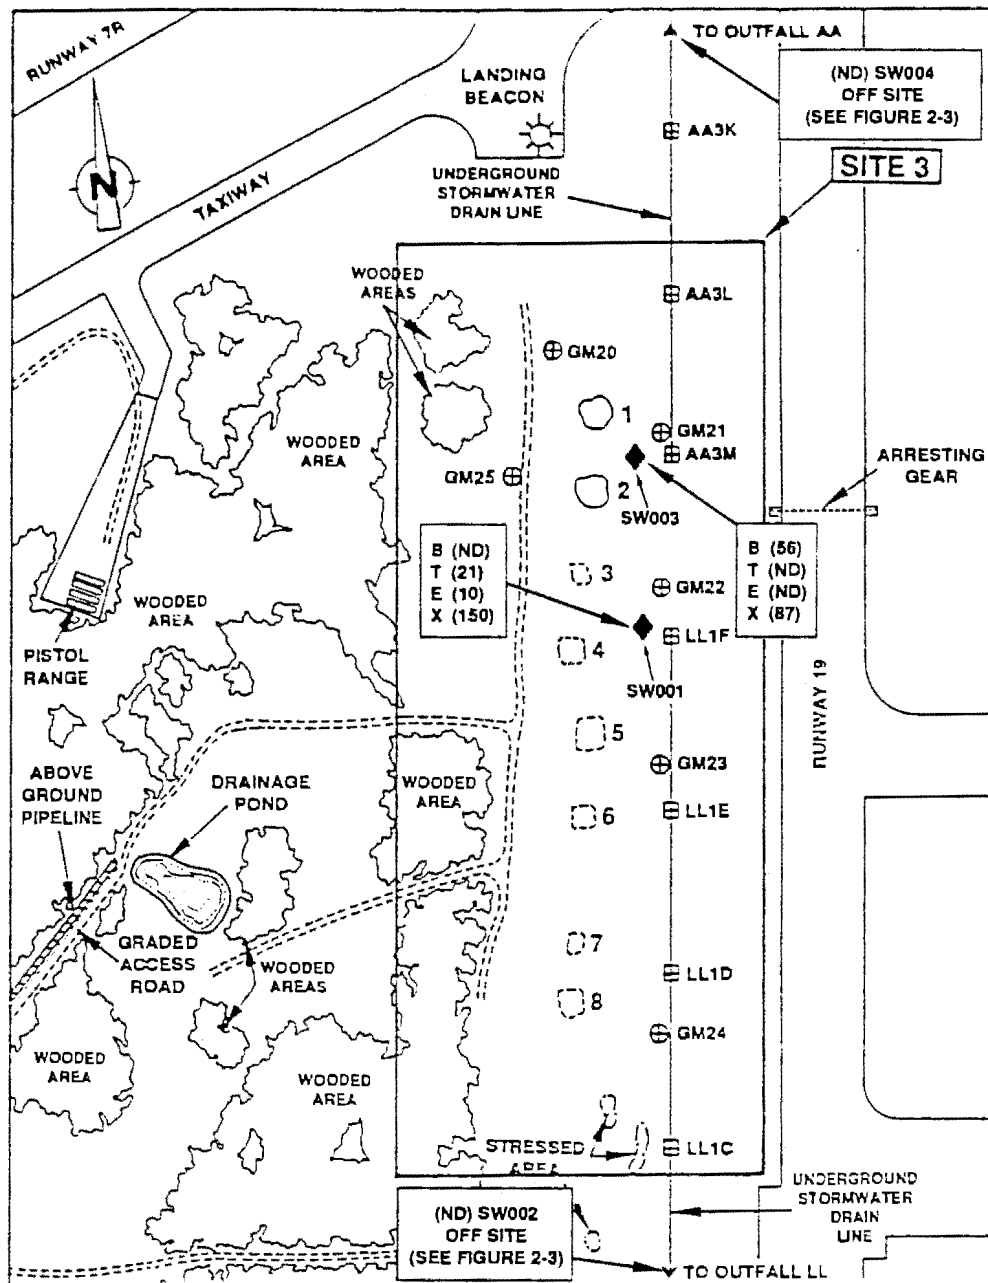 RUNWAY 7R
TO OUTFALL AA
LANDING
BEACON
(ND) SW004
OFF SITE
(SEE FIGURE 2-3)
AA3K
SITE 3
N
TAXIWAY
UNDERGROUND
STORMWATER
DRAIN LINE
WOODED
AREAS
AA3L
GM20
1
GM21
WOODED
AREA
AA3M
ARRESTING
GEAR
GM25
2
SW003
B (ND)
T (21)
E (10)
X (150)
B (56)
T (ND)
E (ND)
X (87)
3
GM22
WOODED
AREA
LL1F
PISTOL
RANGE
4
SW001
RUNWAY 19
5
ABOVE
GROUND
PIPELINE
DRAINAGE
POND
WOODED
AREA
GM23
6
LL1E
GRADED
ACCESS
ROAD
7
WOODED
AREAS
LL1D
8
GM24
WOODED
AREA
WOODED
AREA
STRESSED
AREA
LL1C
UNDERGROUND
STORMWATER
DRAIN
LINE
(ND) SW002
OFF SITE
(SEE FIGURE 2-3)
TO OUTFALL LL